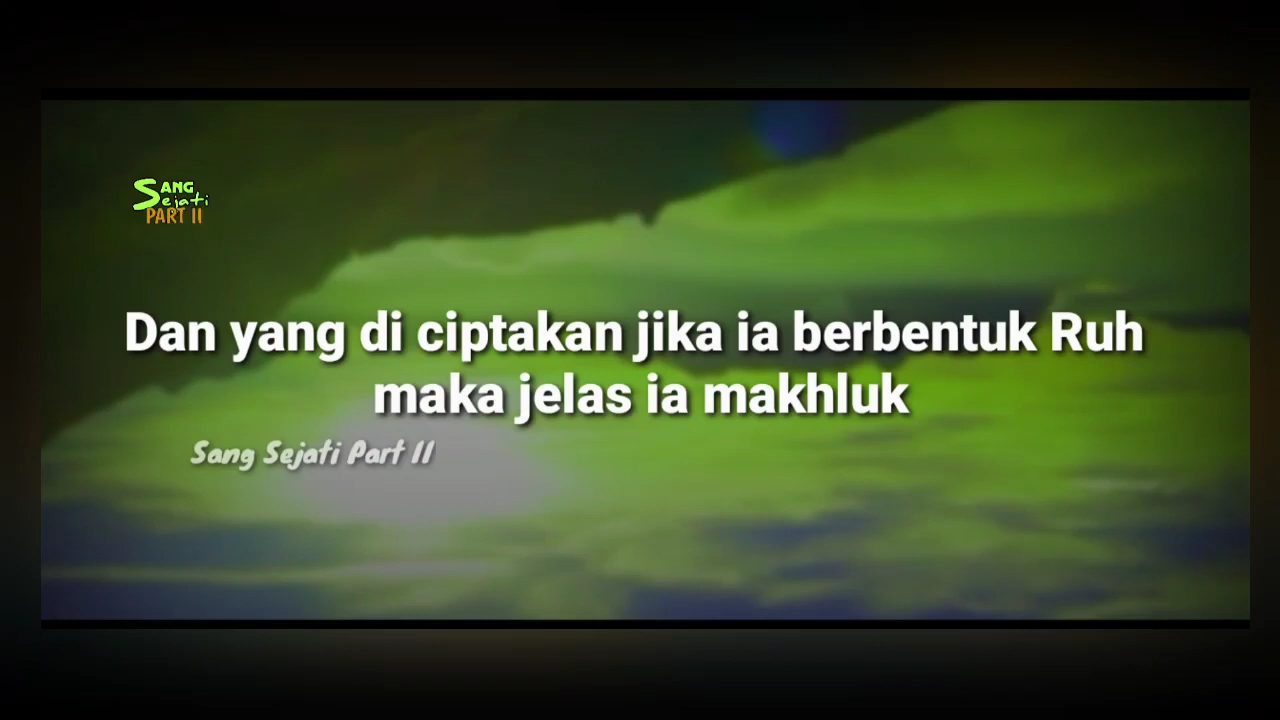 SANG
Sejati
PART II
Dan yang di ciptakan jika ia berbentuk Ruh
maka jelas ia makhluk
Sang Sejati Part II